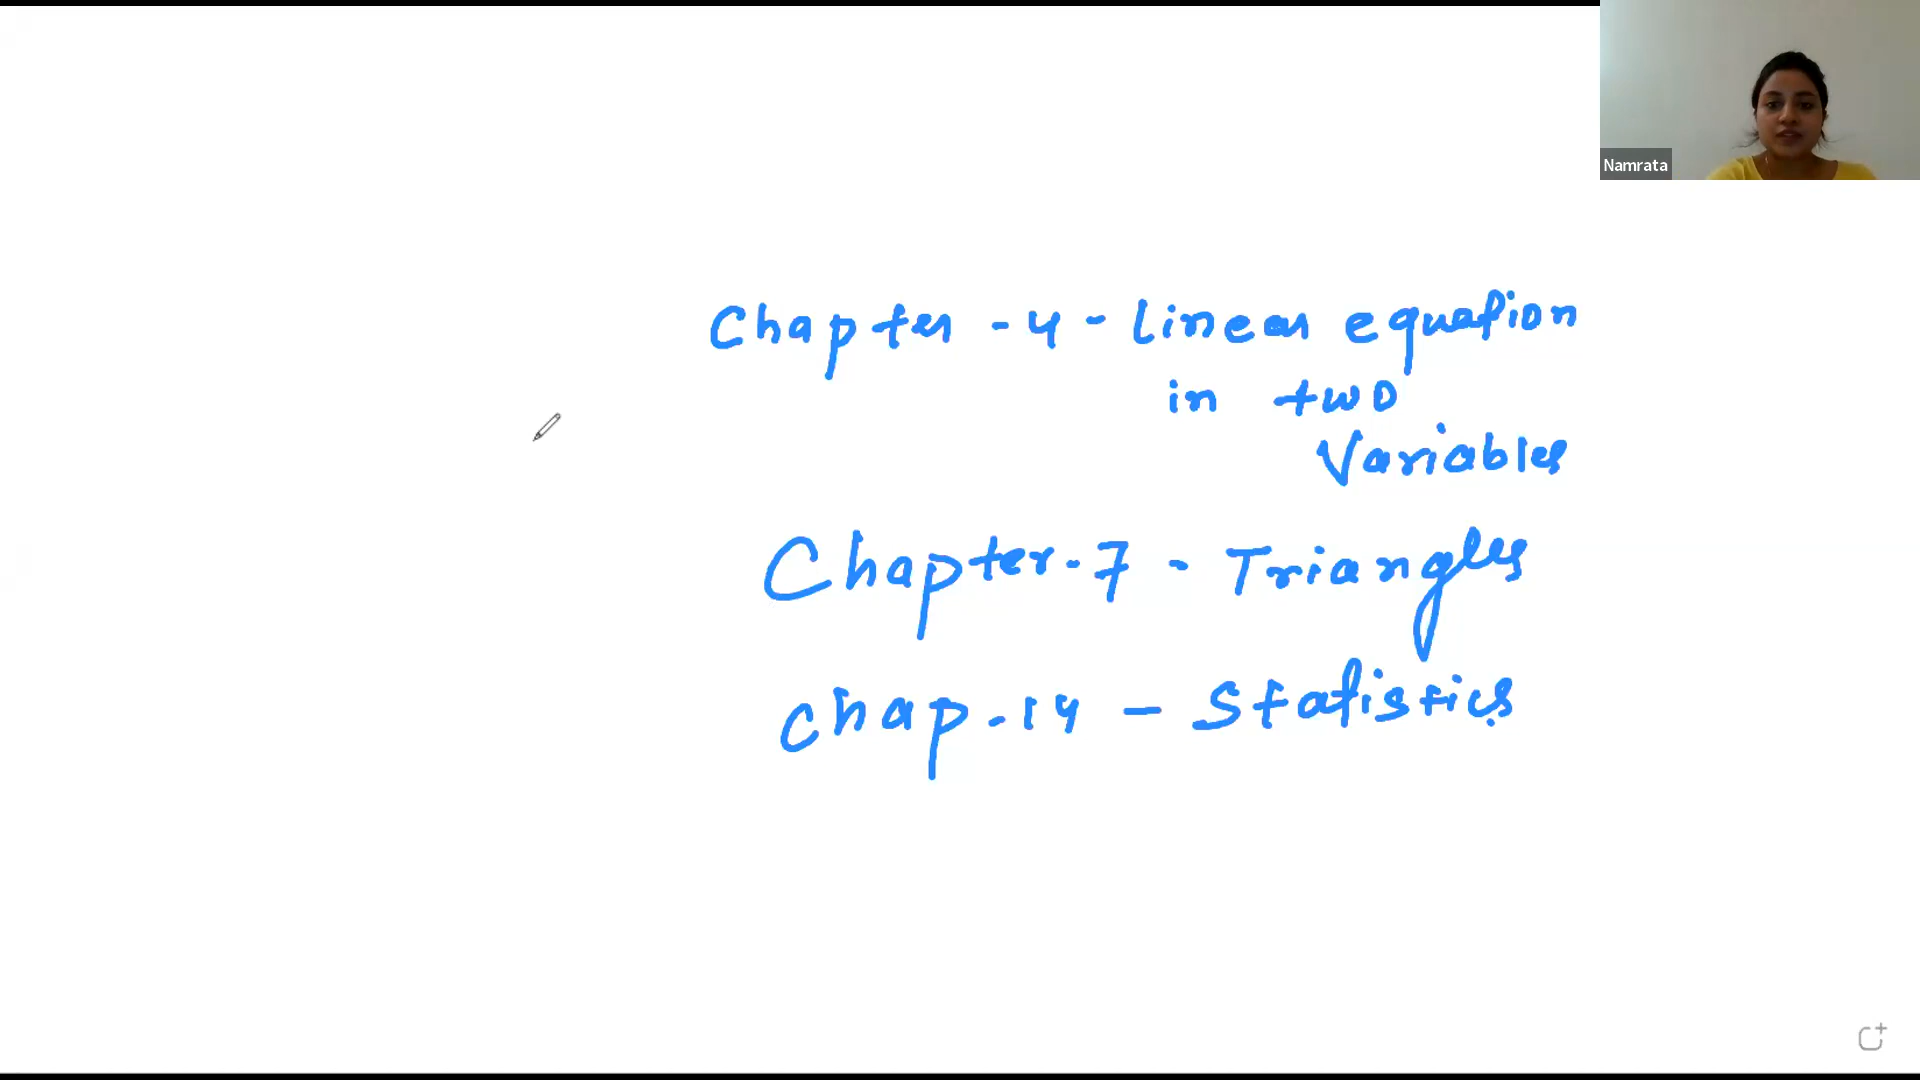 Namrata
Chapter - 4 - Linear equation
in two
Variables
Chapter - 7 - Triangles
Chap. 14 - Statistics